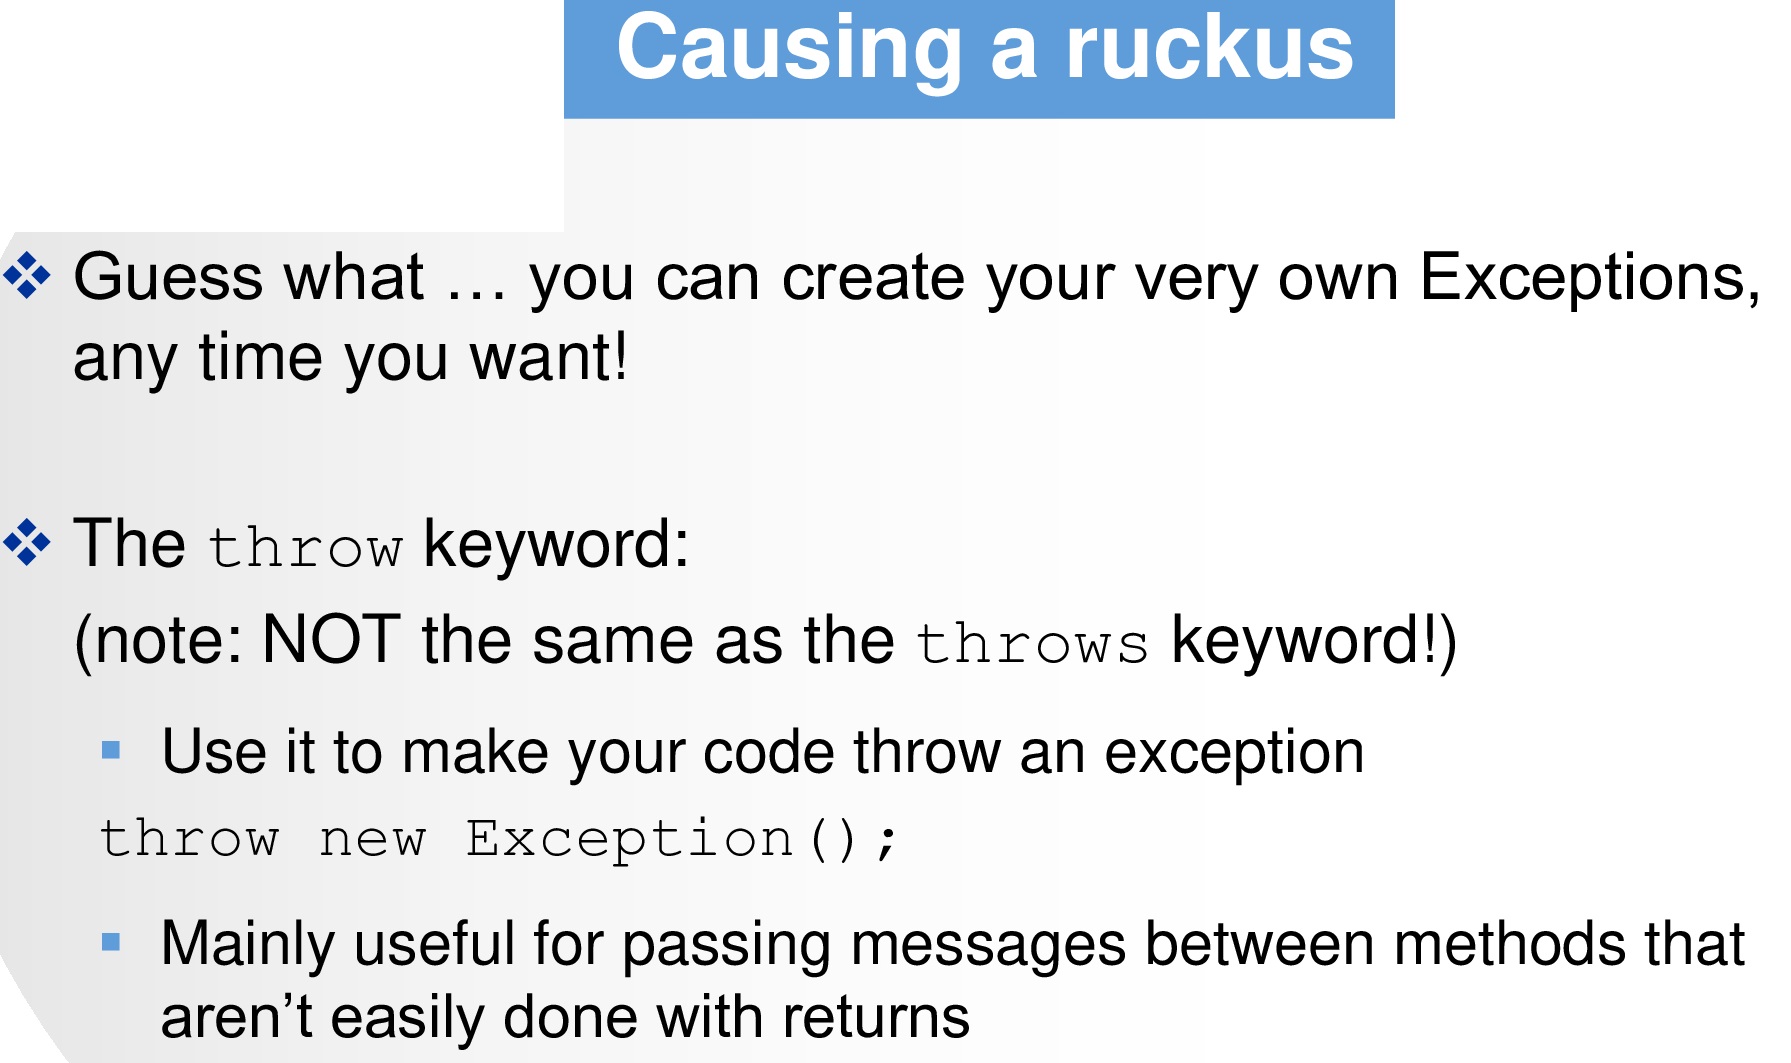 Causing a ruckus
❖ Guess what … you can create your very own Exceptions,
any time you want!
❖ The throw keyword:
(note: NOT the same as the throws keyword!)
▪ Use it to make your code throw an exception
throw new Exception();
▪ Mainly useful for passing messages between methods that
aren’t easily done with returns